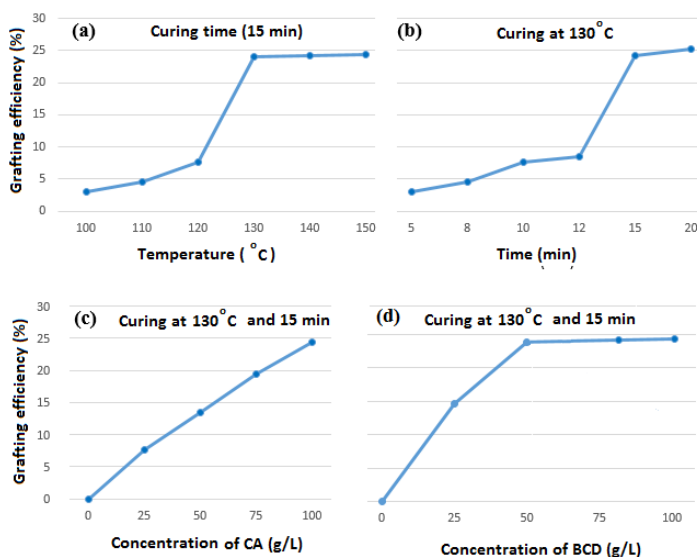 (a) Curing time (15 min)
(b) Curing at 130°C
Grafting efficiency (%)
30
25
20
15
10
5
0
100 110 120 130 140 150
Temperature ( °C)
5 8 10 12 15 20
Time (min)
(c) Curing at 130°C and 15 min
(d) Curing at 130°C and 15 min
Grafting efficiency (%)
30
25
20
15
10
5
0
0 25 50 75 100
Concentration of CA (g/L)
0 25 50 75 100
Concentration of BCD (g/L)